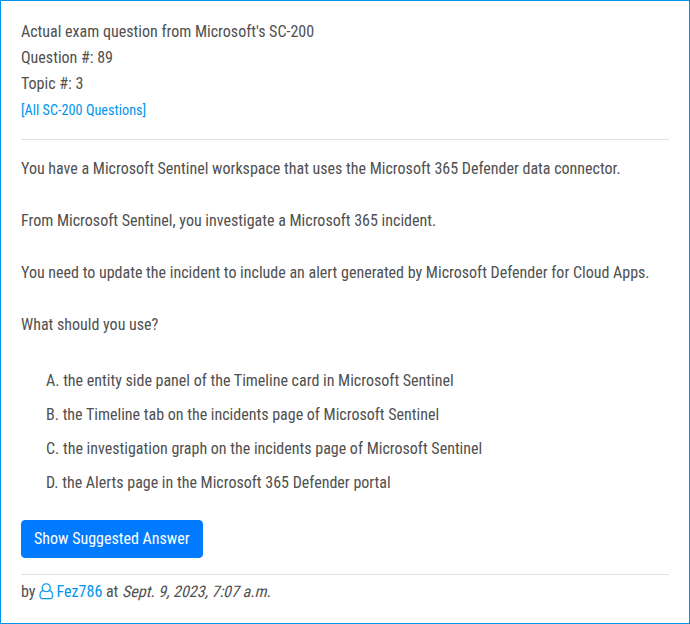 Actual exam question from Microsoft's SC-200
Question #: 89
Topic #: 3
[All SC-200 Questions]
You have a Microsoft Sentinel workspace that uses the Microsoft 365 Defender data connector.
From Microsoft Sentinel, you investigate a Microsoft 365 incident.
You need to update the incident to include an alert generated by Microsoft Defender for Cloud Apps.
What should you use?
A. the entity side panel of the Timeline card in Microsoft Sentinel
B. the Timeline tab on the incidents page of Microsoft Sentinel
C. the investigation graph on the incidents page of Microsoft Sentinel
D. the Alerts page in the Microsoft 365 Defender portal
Show Suggested Answer
by Fez786 at Sept. 9, 2023, 7:07 a.m.